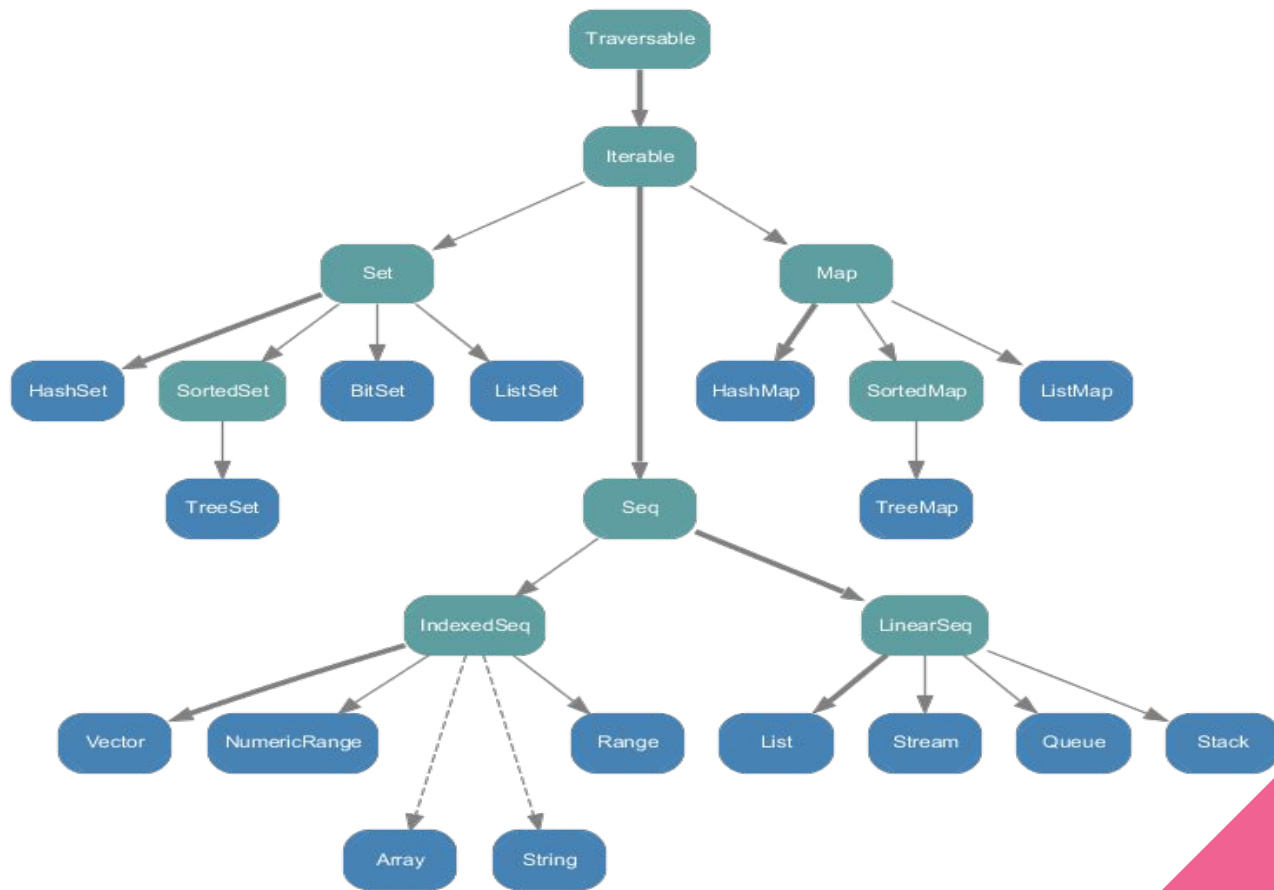 Traversable
Iterable
Set
Map
HashSet
SortedSet
BitSet
ListSet
HashMap
SortedMap
ListMap
TreeSet
Seq
TreeMap
IndexedSeq
LinearSeq
Vector
NumericRange
Range
List
Stream
Queue
Stack
Array
String